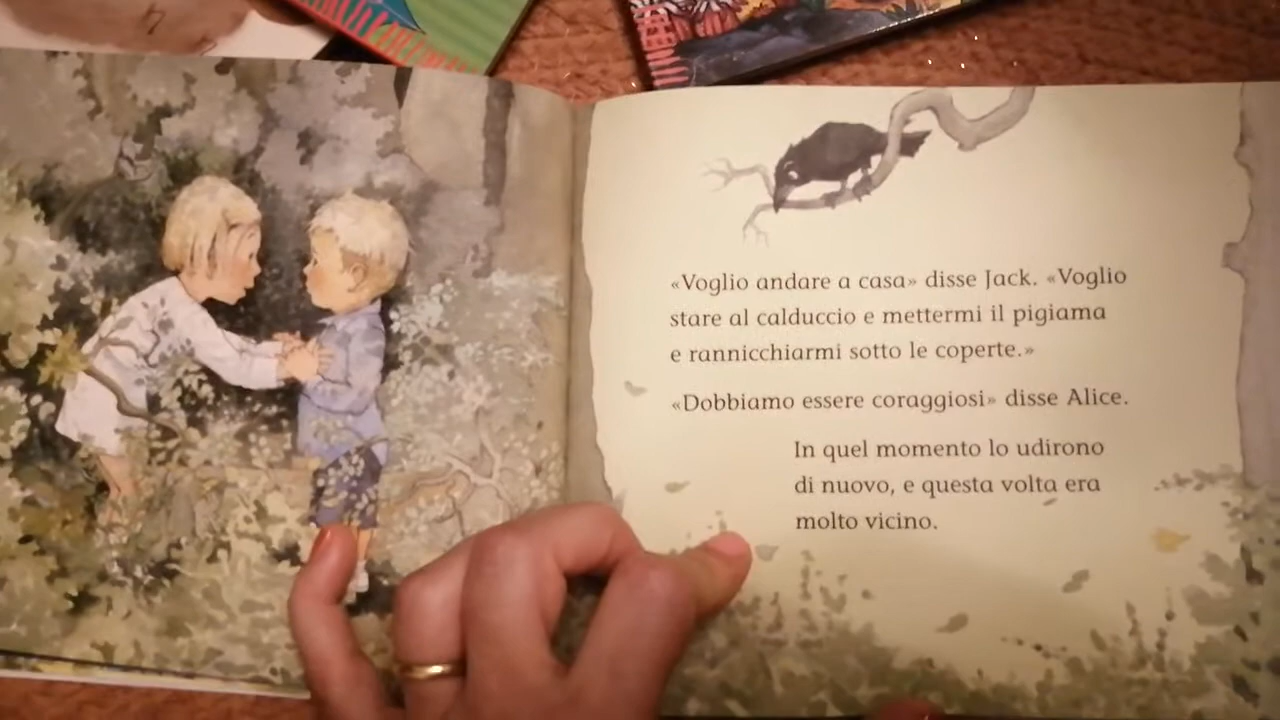 «Voglio andare a casa» disse Jack. «Voglio
stare al calduccio e mettermi il pigiama
e rannicchiarmi sotto le coperte.»
«Dobbiamo essere coraggiosi» disse Alice.
In quel momento lo udirono
di nuovo, e questa volta era
molto vicino.